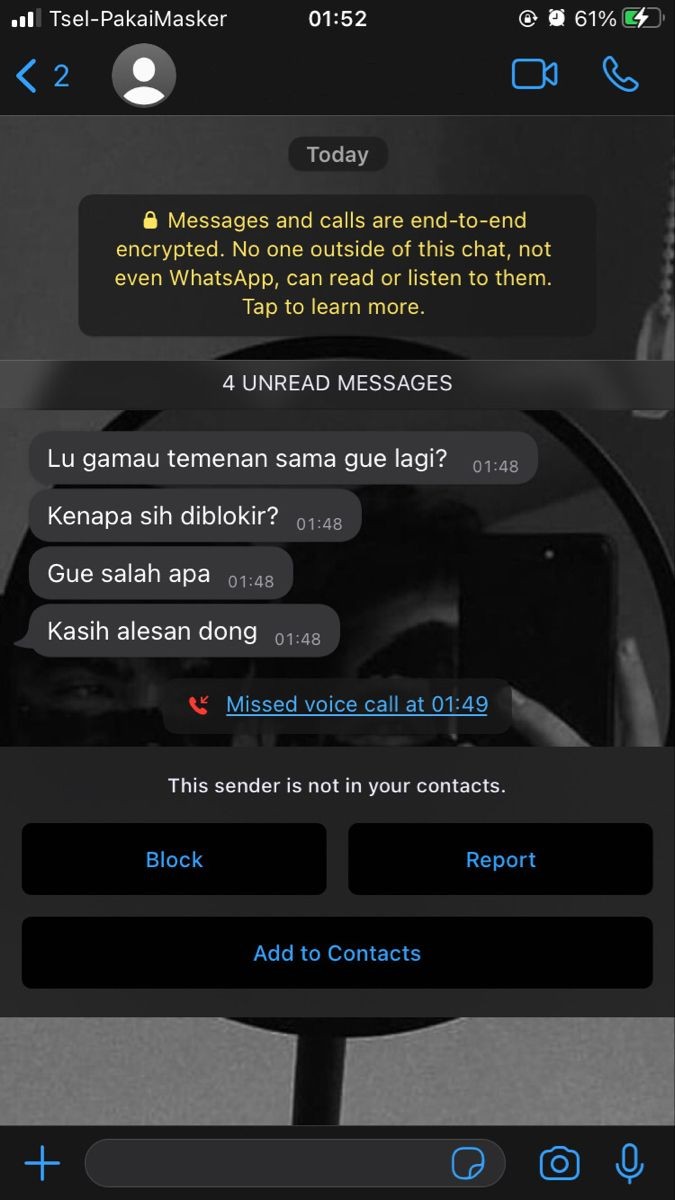 Tsel-PakaiMasker 01:52 61%
2
Today
Messages and calls are end-to-end
encrypted. No one outside of this chat, not
even WhatsApp, can read or listen to them.
Tap to learn more.
4 UNREAD MESSAGES
Lu gamau temenan sama gue lagi? 01:48
Kenapa sih diblokir? 01:48
Gue salah apa 01:48
Kasih alesan dong 01:48
Missed voice call at 01:49
This sender is not in your contacts.
Block Report
Add to Contacts